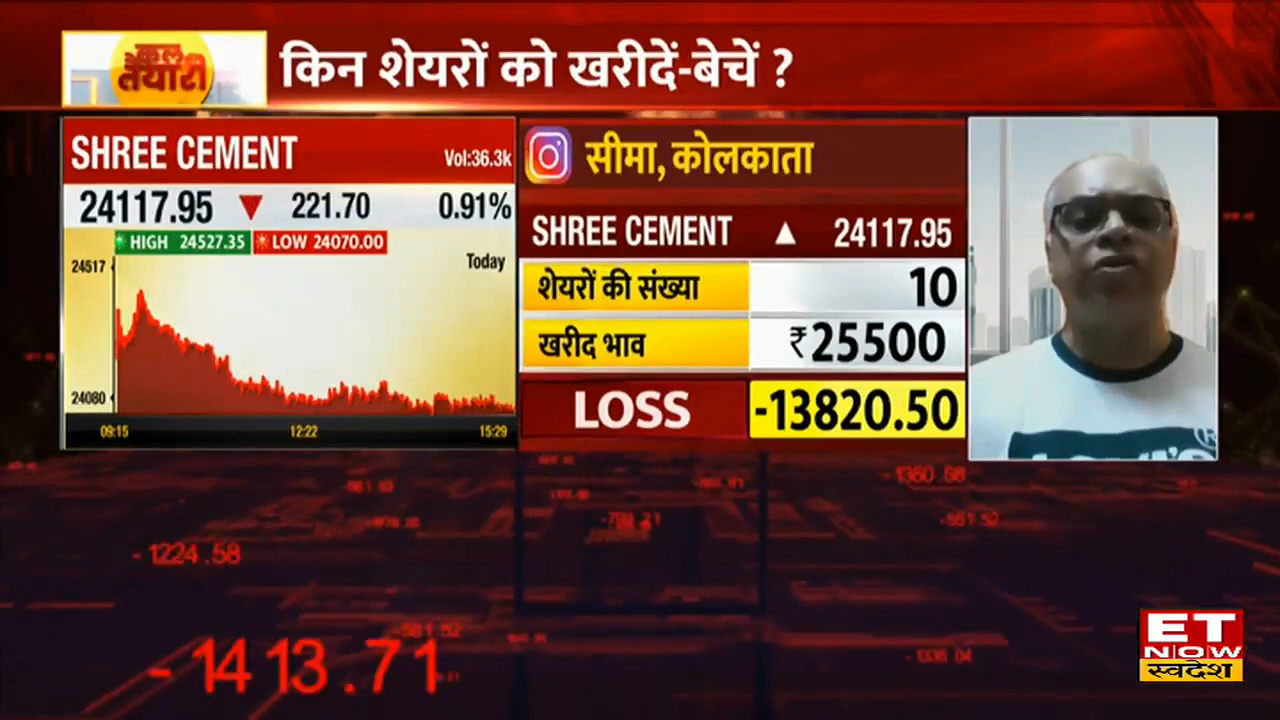 कल
की
तैयारी
किन शेयरों को खरीदें-बेचें ?
SHREE CEMENT
Vol:36.3k
24117.95 ▼ 221.70 0.91%
HIGH 24527.35 LOW 24070.00
Today
24517
24080
09:15 12:22 15:29
सीमा, कोलकाता
SHREE CEMENT ▲ 24117.95
शेयरों की संख्या 10
खरीद भाव ₹25500
LOSS -13820.50
-1224.58
-1413.71
ET
NOW
स्वदेश